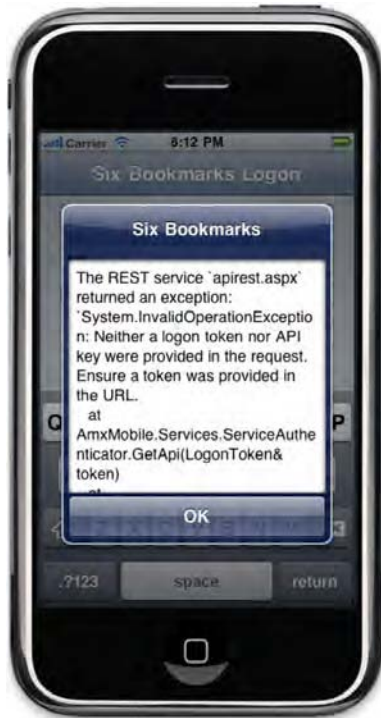 Carrier 6:12 PM
Six Bookmarks Logon
Six Bookmarks
The REST service `apirest.aspx`
returned an exception:
`System.InvalidOperationExceptio
n: Neither a logon token nor API
key were provided in the request.
Ensure a token was provided in
the URL.
at
AmxMobile.Services.ServiceAuthe
nticator.GetApi(LogonToken&
token)
Q P
OK
.?123 space return